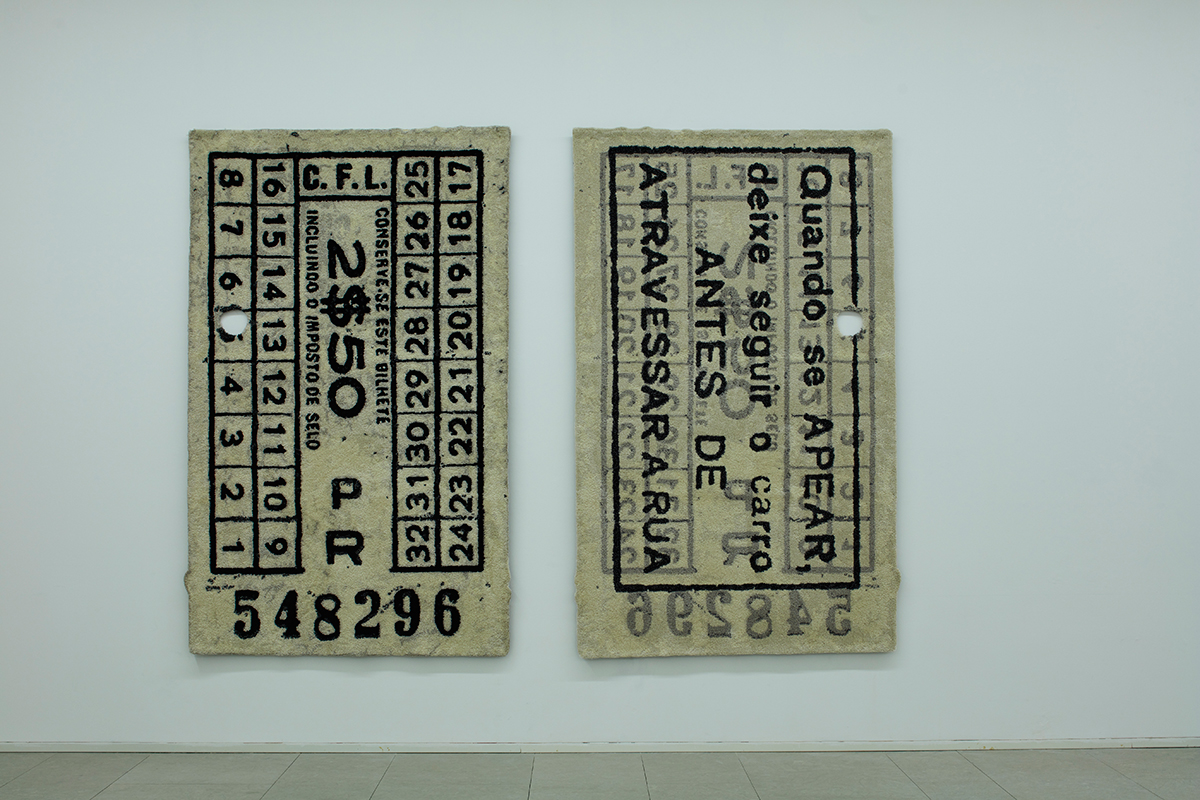 C. F. L.
17 18 19 20 21 22 23 24
25 26 27 28 29 30 31 32
CONSERVE-SE ESTE BILHETE
2$50
INCLUINDO O IMPOSTO DE SELO
P
R
16 15 14 13 12 11 10 9
8 7 6 4 3 2 1
548296
Quando se APEAR,
deixe seguir o carro
ANTES DE
ATRAVESSAR A RUA
548296